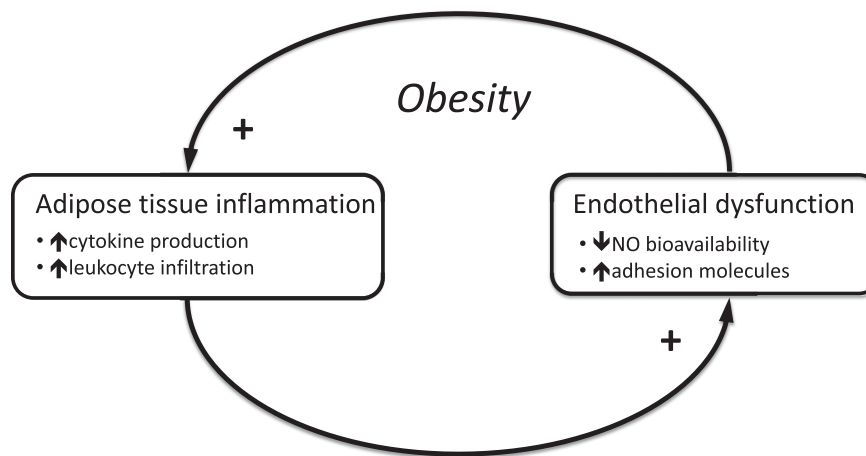 Obesity
+
Adipose tissue inflammation
• ↑cytokine production
• ↑leukocyte infiltration
Endothelial dysfunction
• ↓NO bioavailability
• ↑adhesion molecules
+